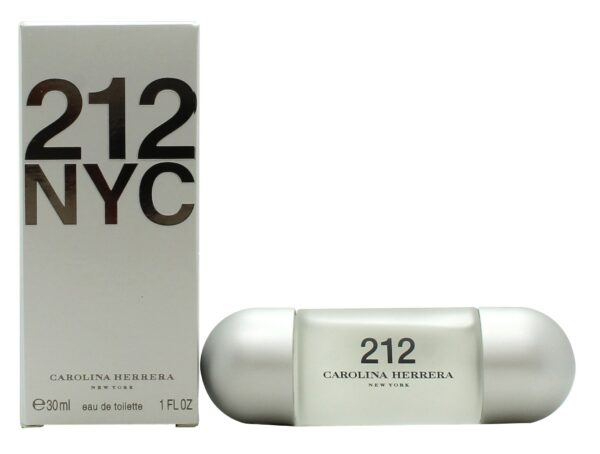 212
NYC
CAROLINA HERRERA
NEW YORK
℮30ml eau de toilette 1 FL OZ
212
CAROLINA HERRERA
NEW YORK